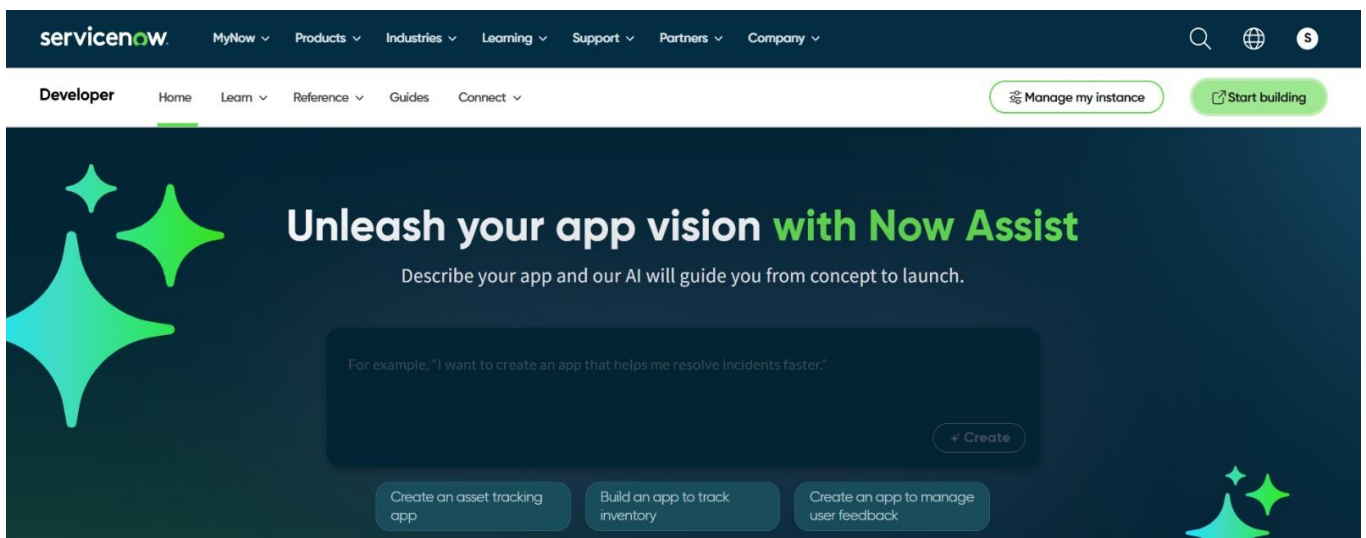 servicenow.
MyNow Products Industries Learning Support Partners Company
S
Developer Home Learn Reference Guides Connect
Manage my instance
Start building
Unleash your app vision with Now Assist
Describe your app and our AI will guide you from concept to launch.
For example, “I want to create an app that helps me resolve incidents faster.”
Create
Create an asset tracking
app
Build an app to track
inventory
Create an app to manage
user feedback